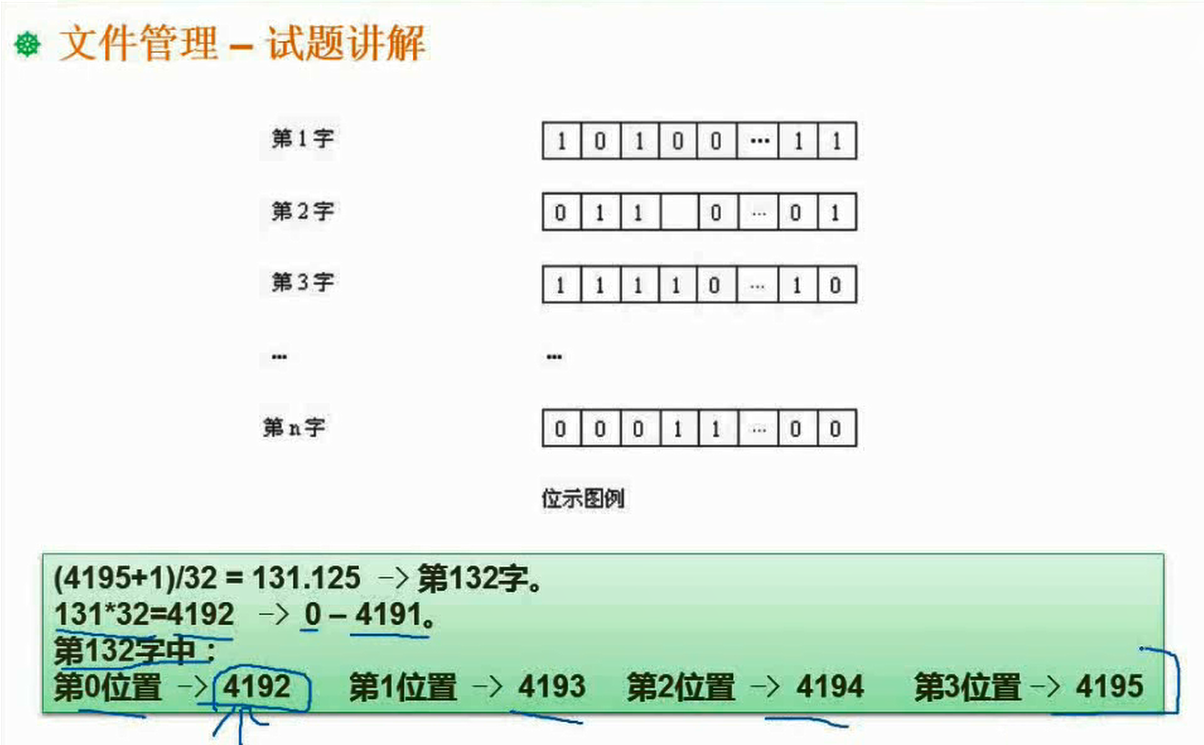 文件管理 – 试题讲解
第1字 1 0 1 0 0 ··· 1 1
第2字 0 1 1 0 ··· 0 1
第3字 1 1 1 1 0 ··· 1 0
··· ···
第n字 0 0 0 1 1 ··· 0 0
位示图例
(4195+1)/32 = 131.125 -> 第132字。
131*32=4192 -> 0 – 4191。
第132字中：
第0位置 -> 4192 第1位置 -> 4193 第2位置 -> 4194 第3位置 -> 4195